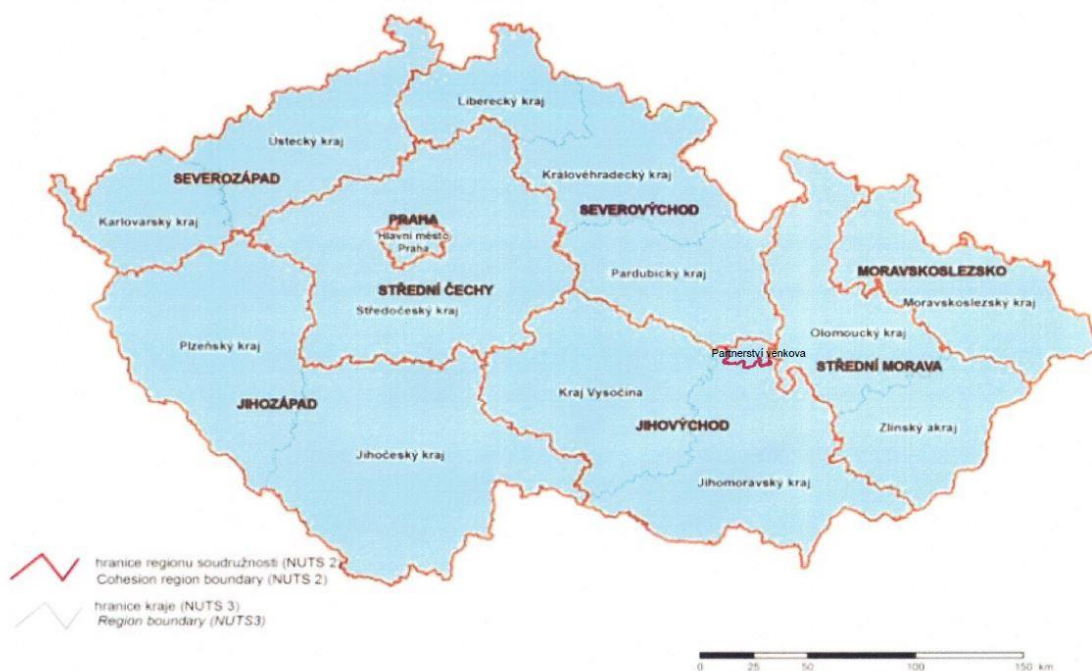 Liberecký kraj
Ústecký kraj
Královéhradecký kraj
SEVEROZÁPAD
SEVEROVÝCHOD
Karlovarský kraj
PRAHA
Hlavní město
Praha
Pardubický kraj
MORAVSKOSLEZSKO
STŘEDNÍ ČECHY
Moravskoslezský kraj
Středočeský kraj
Olomoucký kraj
Plzeňský kraj
Partnerství venkova
STŘEDNÍ MORAVA
Kraj Vysočina
JIHOZÁPAD
JIHOVÝCHOD
Zlínský akraj
Jihočeský kraj
Jihomoravský kraj
hranice regionu soudružnosti (NUTS 2
Cohesion region boundary (NUTS 2)
hranice kraje (NUTS 3)
Region boundary (NUTS3)
0 25 50 100 150 km